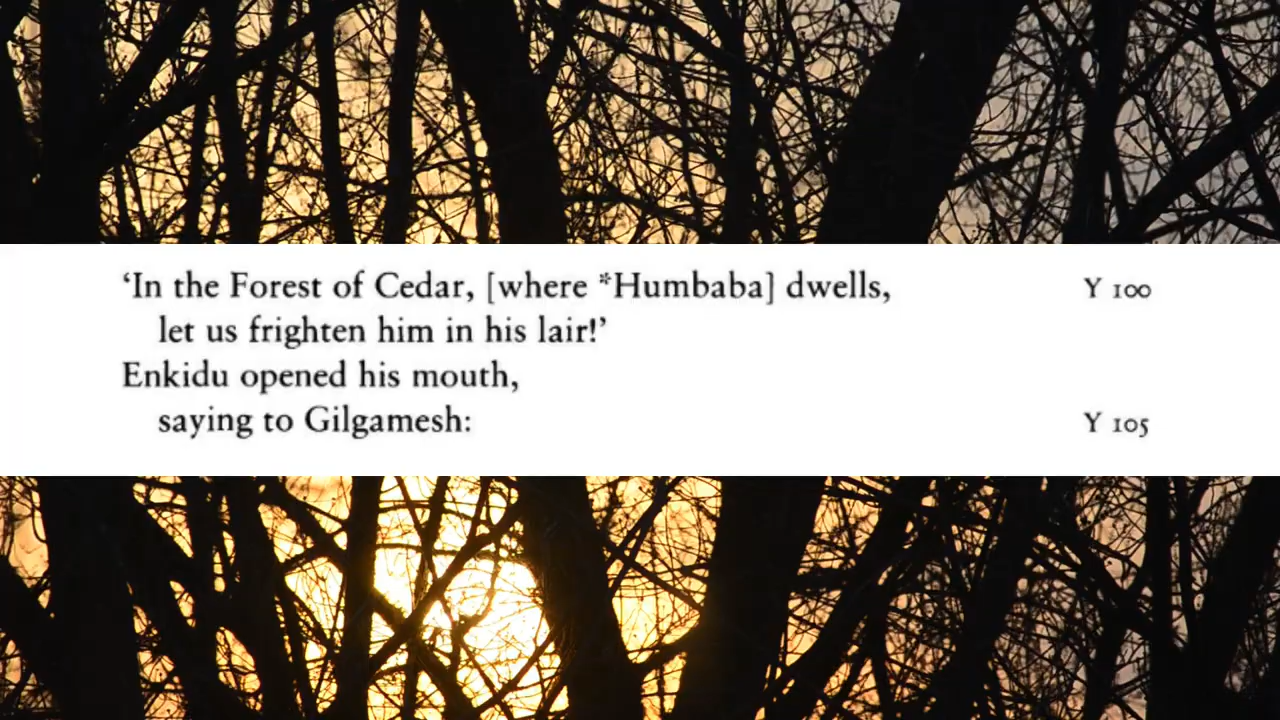 ‘In the Forest of Cedar, [where *Humbaba] dwells, Y 100
let us frighten him in his lair!’
Enkidu opened his mouth,
saying to Gilgamesh: Y 105